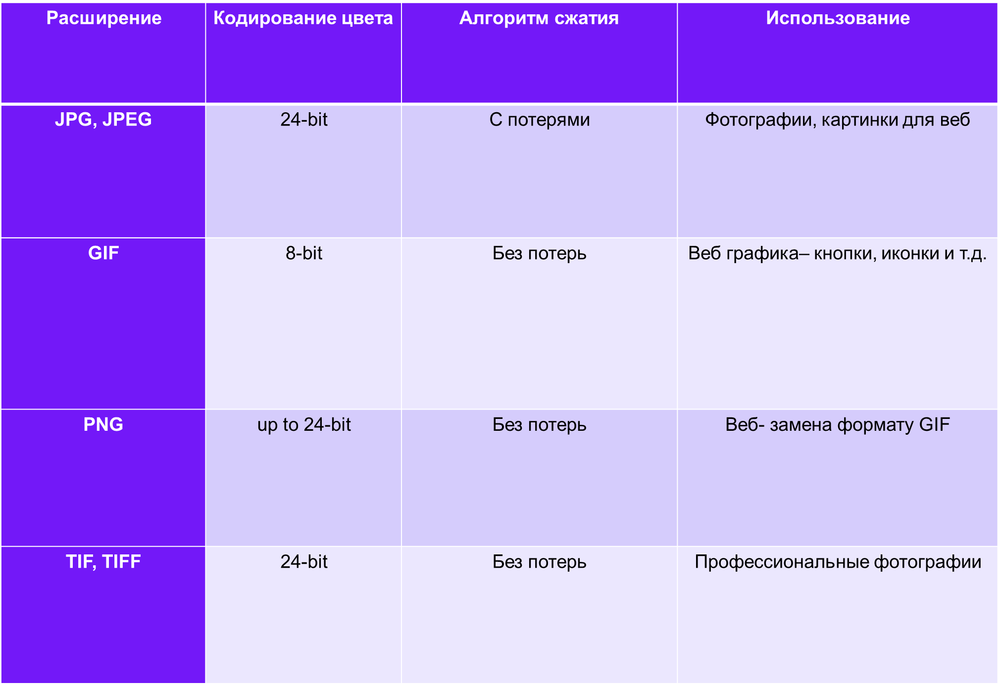 Расширение Кодирование цвета Алгоритм сжатия Использование
JPG, JPEG 24-bit С потерями Фотографии, картинки для веб
GIF 8-bit Без потерь Веб графика– кнопки, иконки и т.д.
PNG up to 24-bit Без потерь Веб- замена формату GIF
TIF, TIFF 24-bit Без потерь Профессиональные фотографии